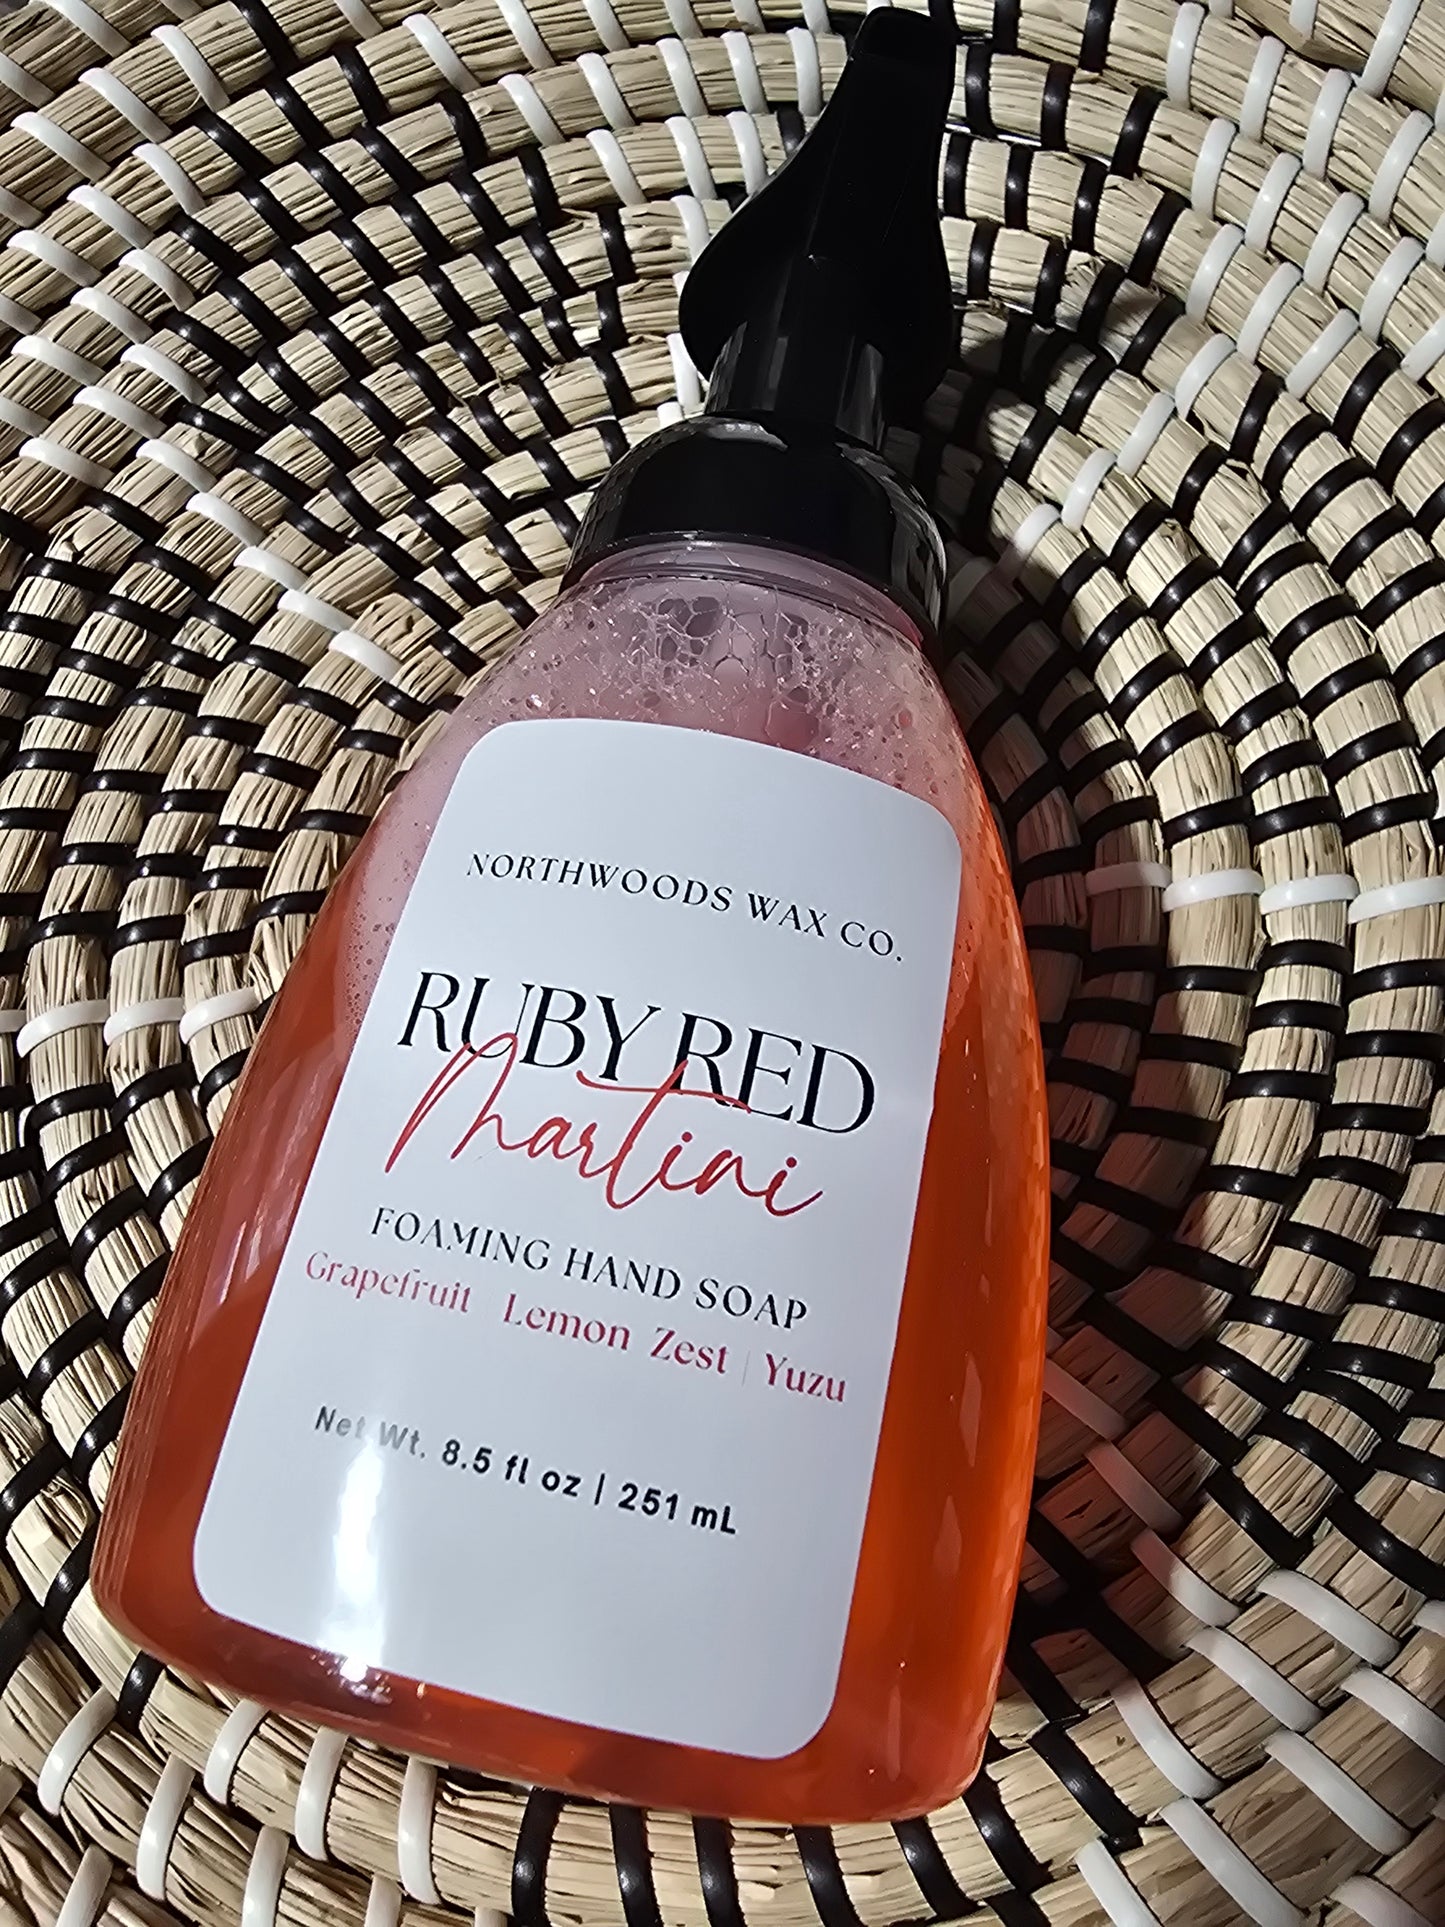 NORTHWOODS WAX CO.
RUBY RED
Martini
FOAMING HAND SOAP
Grapefruit | Lemon Zest | Yuzu
Net Wt. 8.5 fl oz | 251 mL